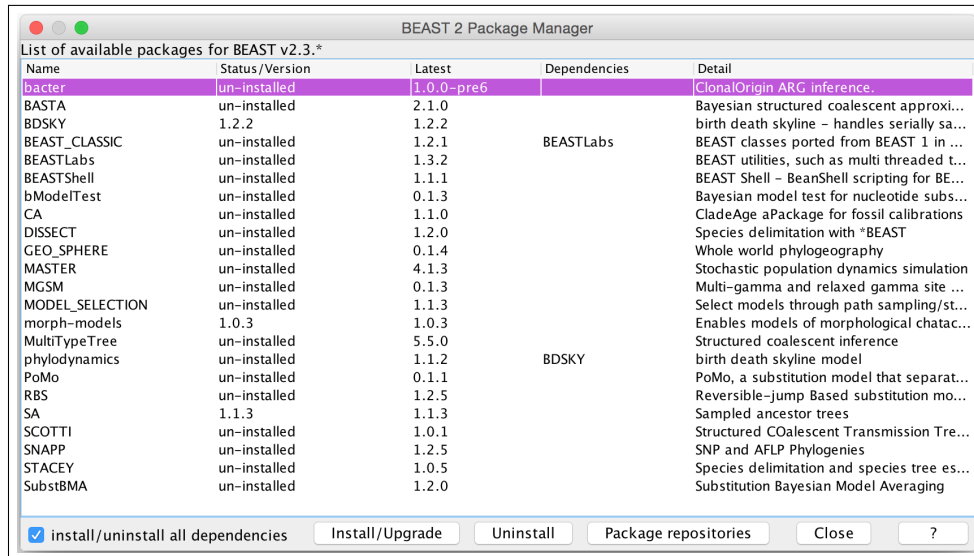 BEAST 2 Package Manager
List of available packages for BEAST v2.3.*
Name Status/Version Latest Dependencies Detail
bacter un-installed 1.0.0-pre6 ClonalOrigin ARG inference.
BASTA un-installed 2.1.0 Bayesian structured coalescent approxi...
BDSKY 1.2.2 1.2.2 birth death skyline - handles serially sa...
BEAST_CLASSIC un-installed 1.2.1 BEASTLabs BEAST classes ported from BEAST 1 in ...
BEASTLabs un-installed 1.3.2 BEAST utilities, such as multi threaded t...
BEASTShell un-installed 1.1.1 BEAST Shell - BeanShell scripting for BE...
bModelTest un-installed 0.1.3 Bayesian model test for nucleotide subs...
CA un-installed 1.1.0 CladeAge aPackage for fossil calibrations
DISSECT un-installed 1.2.0 Species delimitation with *BEAST
GEO_SPHERE un-installed 0.1.4 Whole world phylogeography
MASTER un-installed 4.1.3 Stochastic population dynamics simulation
MGSM un-installed 0.1.3 Multi-gamma and relaxed gamma site ...
MODEL_SELECTION un-installed 1.1.3 Select models through path sampling/st...
morph-models 1.0.3 1.0.3 Enables models of morphological chatac...
MultiTypeTree un-installed 5.5.0 Structured coalescent inference
phylodynamics un-installed 1.1.2 BDSKY birth death skyline model
PoMo un-installed 0.1.1 PoMo, a substitution model that separat...
RBS un-installed 1.2.5 Reversible-jump Based substitution mo...
SA 1.1.3 1.1.3 Sampled ancestor trees
SCOTTI un-installed 1.0.1 Structured COalescent Transmission Tre...
SNAPP un-installed 1.2.5 SNP and AFLP Phylogenies
STACEY un-installed 1.0.5 Species delimitation and species tree es...
SubstBMA un-installed 1.2.0 Substitution Bayesian Model Averaging
install/uninstall all dependencies Install/Upgrade Uninstall Package repositories Close ?